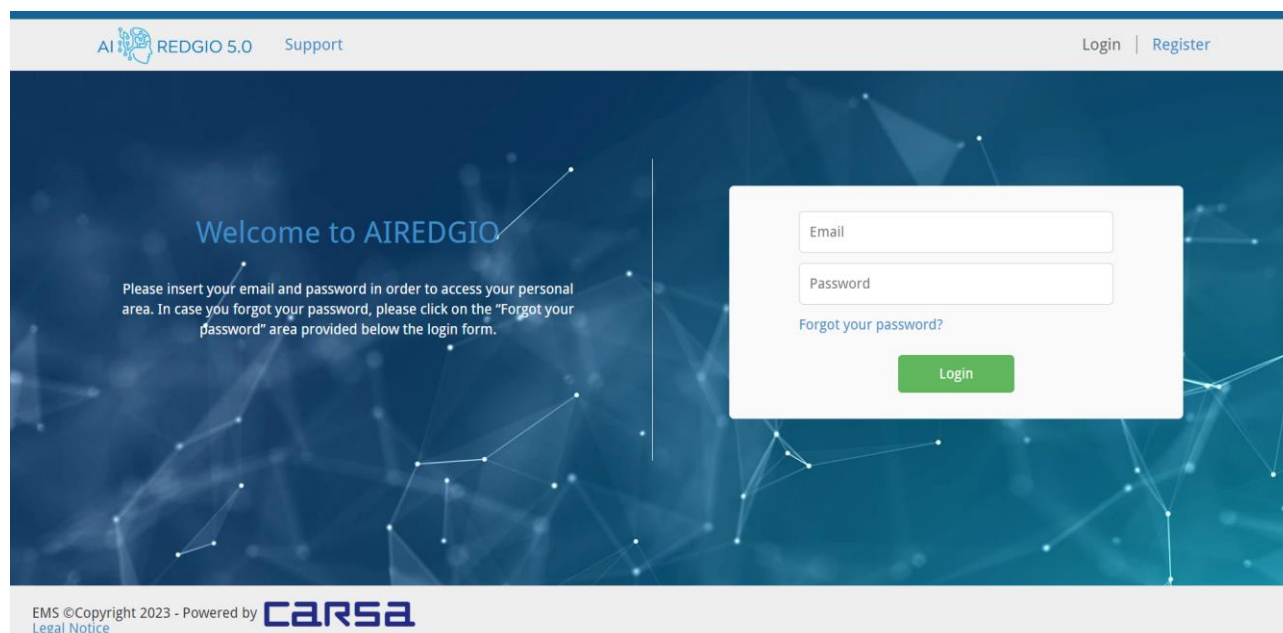 AI REDGIO 5.0 Support Login | Register
Welcome to AIREDGIO
Please insert your email and password in order to access your personal
area. In case you forgot your password, please click on the “Forgot your
password” area provided below the login form.
Email
Password
Forgot your password?
Login
EMS ©Copyright 2023 - Powered by carsa
Legal Notice